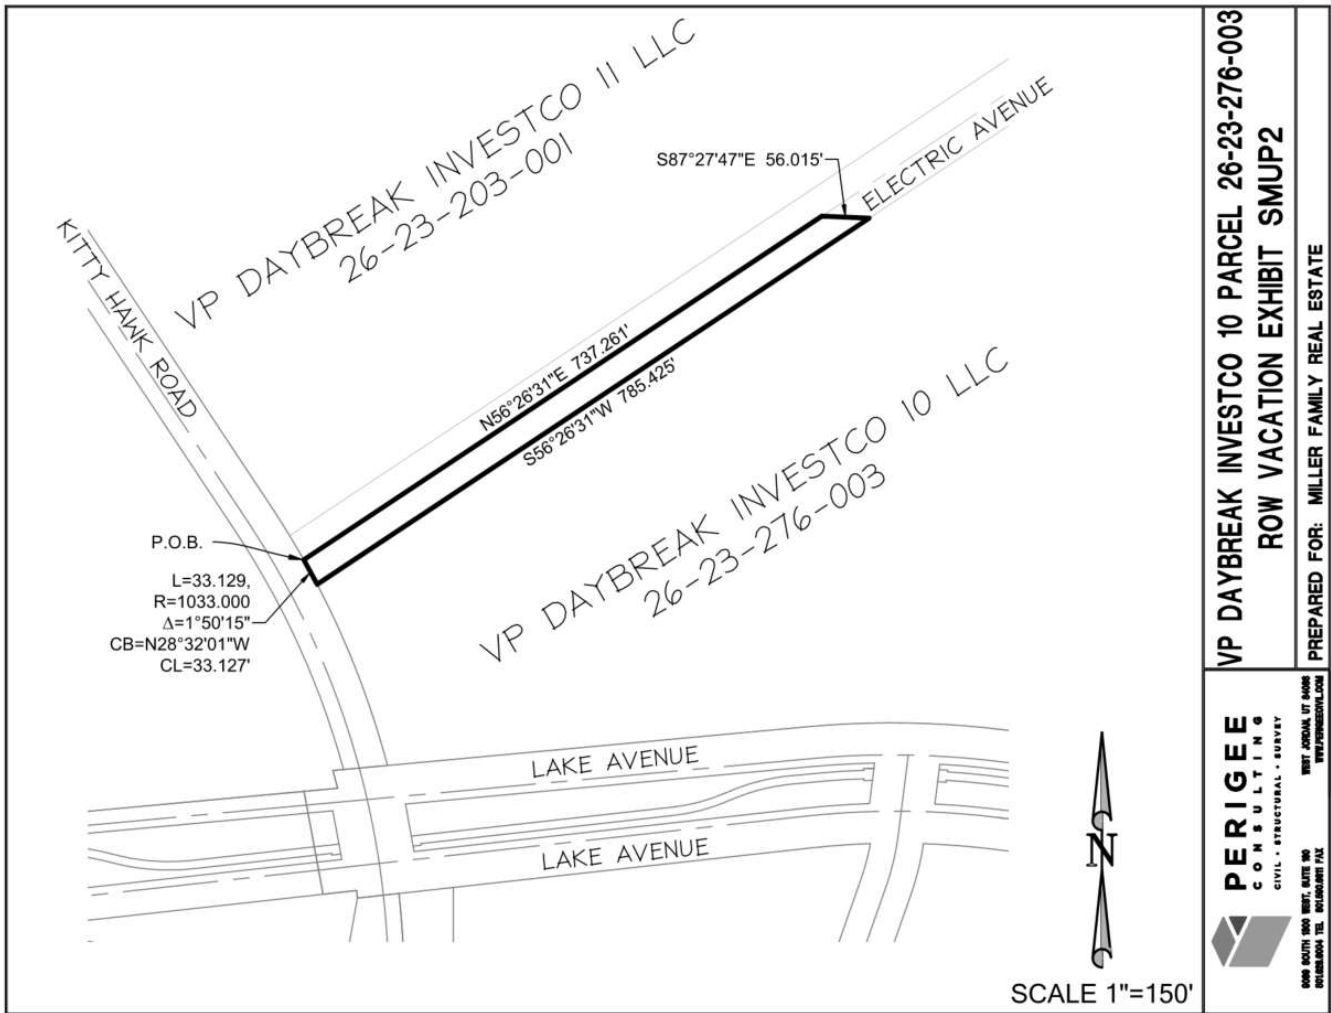 VP DAYBREAK INVESTCO 11 LLC
26-23-203-001
S87°27'47"E 56.015'
ELECTRIC AVENUE
KITTY HAWK ROAD
N56°26'31"E 737.261'
S56°26'31"W 785.425'
VP DAYBREAK INVESTCO 10 LLC
26-23-276-003
P.O.B.
L=33.129,
R=1033.000
Δ=1°50'15"
CB=N28°32'01"W
CL=33.127'
LAKE AVENUE
LAKE AVENUE
N
SCALE 1"=150'
VP DAYBREAK INVESTCO 10 PARCEL 26-23-276-003
ROW VACATION EXHIBIT SMUP2
PREPARED FOR: MILLER FAMILY REAL ESTATE
PERIGEE
CONSULTING
CIVIL • STRUCTURAL • SURVEY
WEST JORDAN, UT 84088
WWW.PERIGEECIVIL.COM